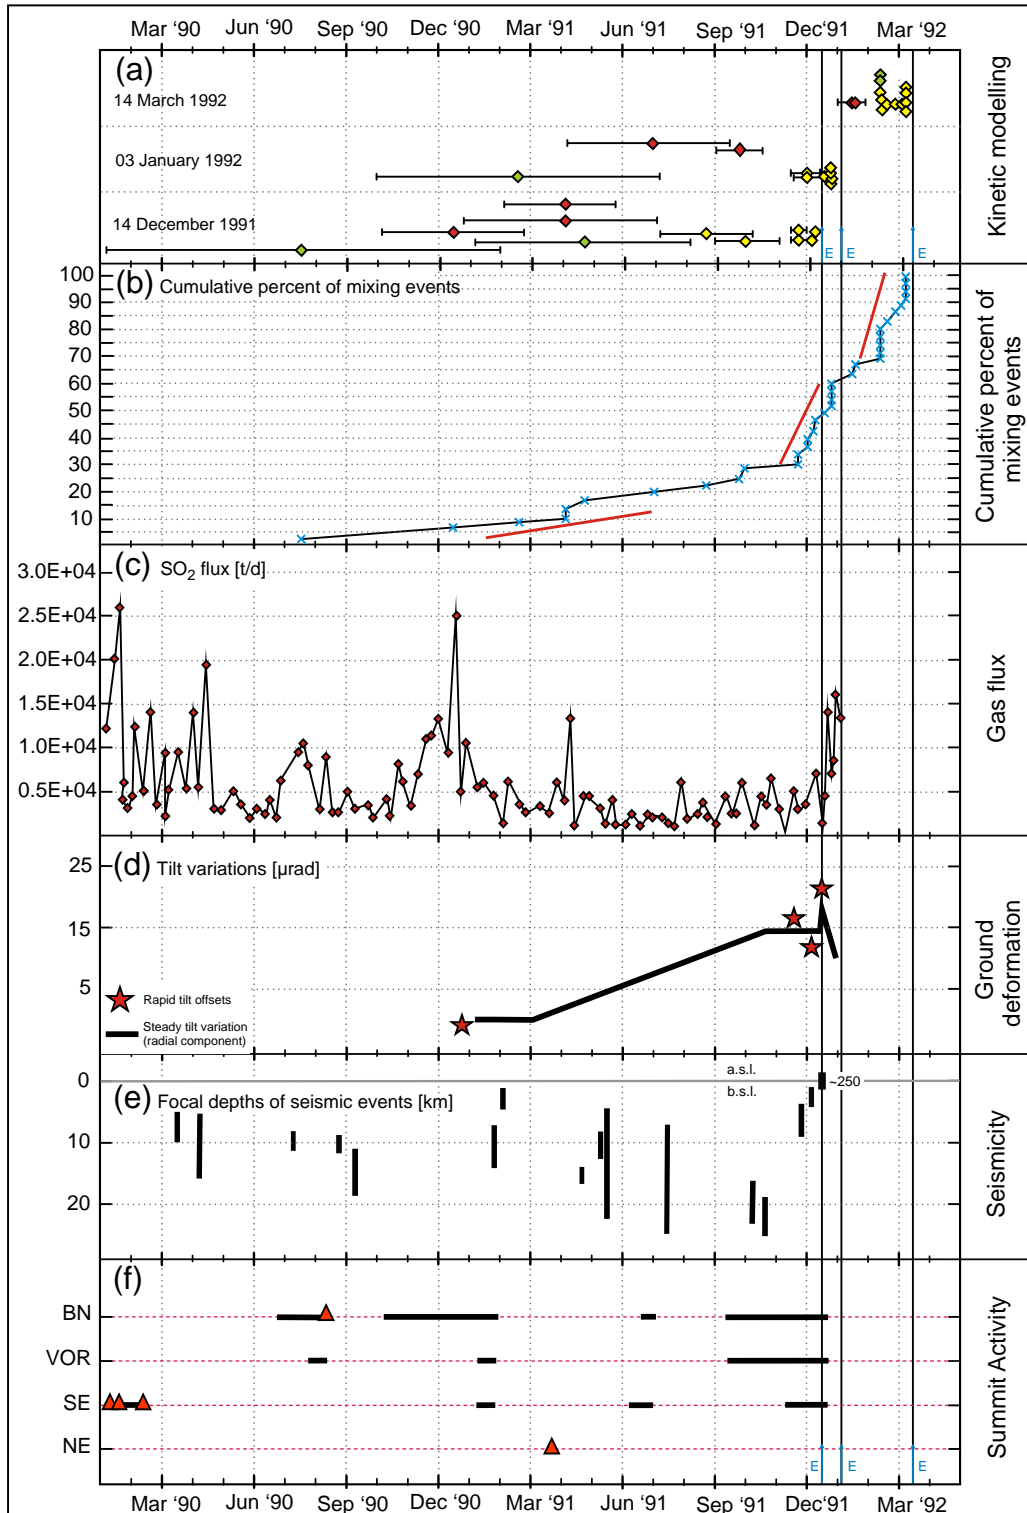 Mar ‘90 Jun ‘90 Sep ‘90 Dec ‘90 Mar ‘91 Jun ‘91 Sep ‘91 Dec‘91 Mar ‘92
(a)
14 March 1992
03 January 1992
14 December 1991
E E E
Kinetic modelling
(b) Cumulative percent of mixing events
100
90
80
70
60
50
40
30
20
10
Cumulative percent of
mixing events
(c) SO2 flux [t/d]
3.0E+04
2.5E+04
2.0E+04
1.5E+04
1.0E+04
0.5E+04
Gas flux
(d) Tilt variations [µrad]
25
15
5
Rapid tilt offsets
Steady tilt variation
(radial component)
Ground
deformation
a.s.l.
b.s.l.
~250
(e) Focal depths of seismic events [km]
0
10
20
Seismicity
(f)
BN
VOR
SE
NE
E E E
Summit Activity
Mar ‘90 Jun ‘90 Sep ‘90 Dec ‘90 Mar ‘91 Jun ‘91 Sep ‘91 Dec‘91 Mar ‘92